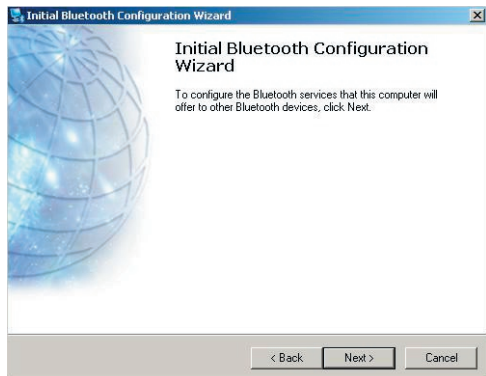 Initial Bluetooth Configuration Wizard
Initial Bluetooth Configuration
Wizard
To configure the Bluetooth services that this computer will
offer to other Bluetooth devices, click Next.
< Back Next > Cancel